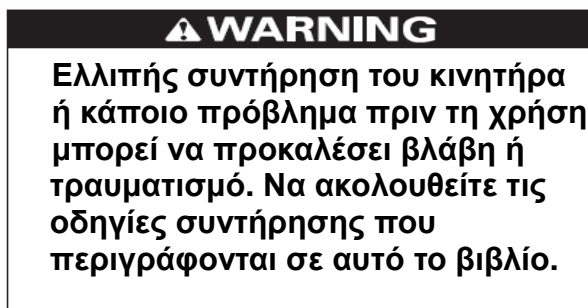 ⚠ WARNING
Ελλιπής συντήρηση του κινητήρα
ή κάποιο πρόβλημα πριν τη χρήση
μπορεί να προκαλέσει βλάβη ή
τραυματισμό. Να ακολουθείτε τις
οδηγίες συντήρησης που
περιγράφονται σε αυτό το βιβλίο.